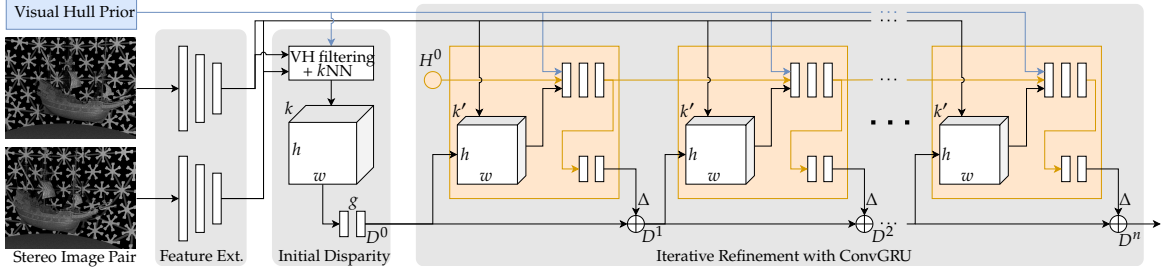 Visual Hull Prior
VH filtering
+ kNN
H⁰
k
h
w
g
D⁰
k′
h
w
Δ
D¹
k′
h
w
Δ
D²
...
...
...
...
k′
h
w
Δ
Dⁿ
Stereo Image Pair
Feature Ext.
Initial Disparity
Iterative Refinement with ConvGRU